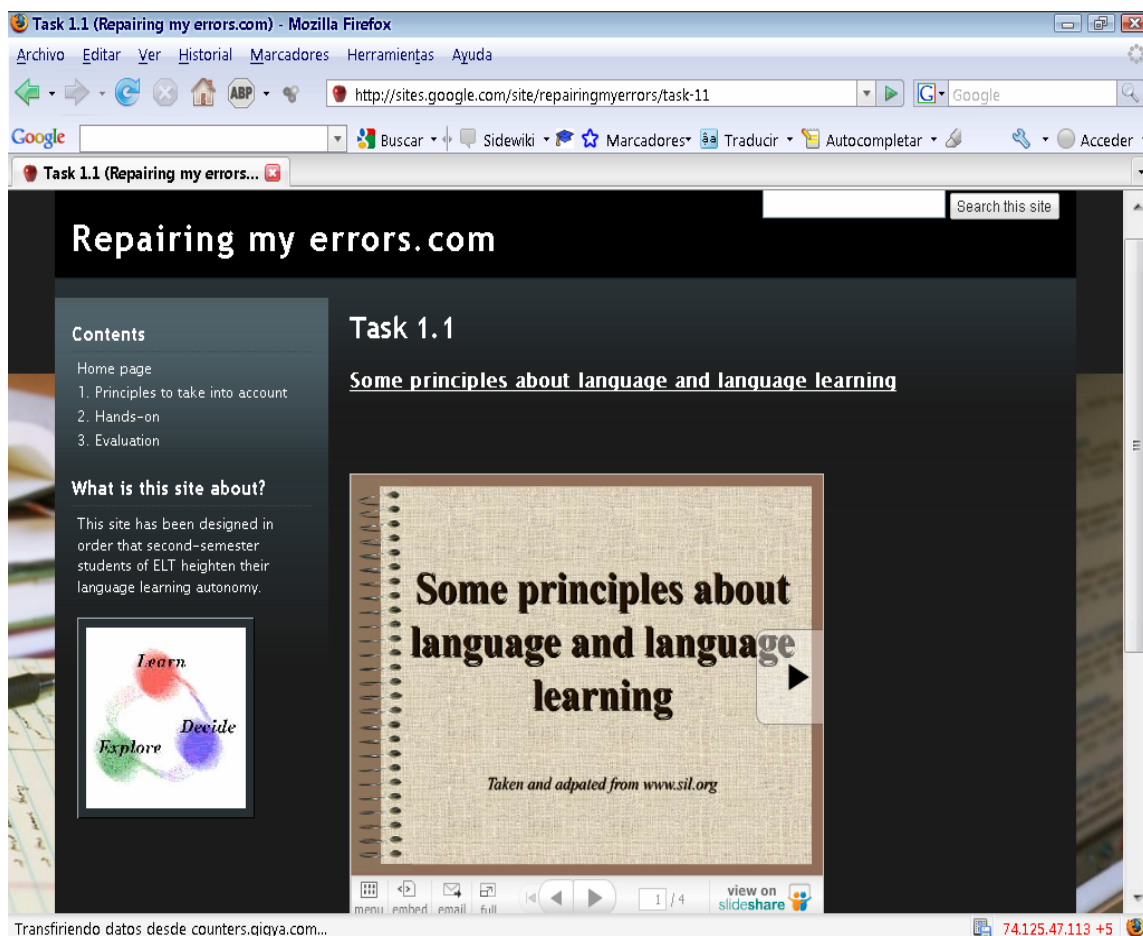 Task 1.1 (Repairing my errors.com) - Mozilla Firefox
Archivo Editar Ver Historial Marcadores Herramientas Ayuda
ABP http://sites.google.com/site/repairingmyerrors/task-11 G Google
Google Buscar Sidewiki Marcadores Traducir Autocompletar Acceder
Task 1.1 (Repairing my errors...
Search this site
Repairing my errors.com
Contents
Home page
1. Principles to take into account
2. Hands-on
3. Evaluation
What is this site about?
This site has been designed in
order that second-semester
students of ELT heighten their
language learning autonomy.
Learn
Decide
Explore
Task 1.1
Some principles about language and language learning
Some principles about
language and language
learning
Taken and adpated from www.sil.org
menu embed email full 1 / 4 view on
slideshare
Transfiriendo datos desde counters.gigya.com... 74.125.47.113 +5